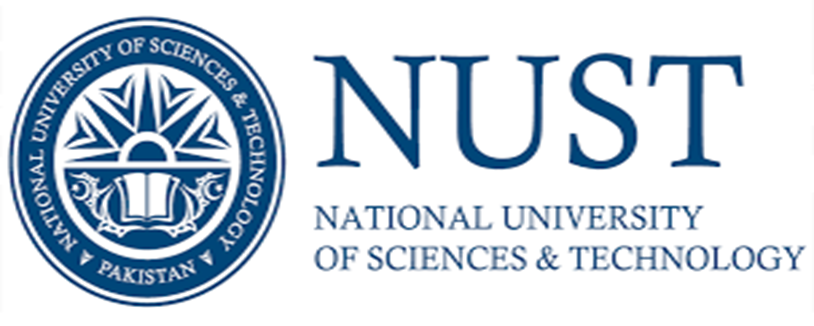 NATIONAL UNIVERSITY OF SCIENCES & TECHNOLOGY
PAKISTAN
NUST
NATIONAL UNIVERSITY
OF SCIENCES & TECHNOLOGY